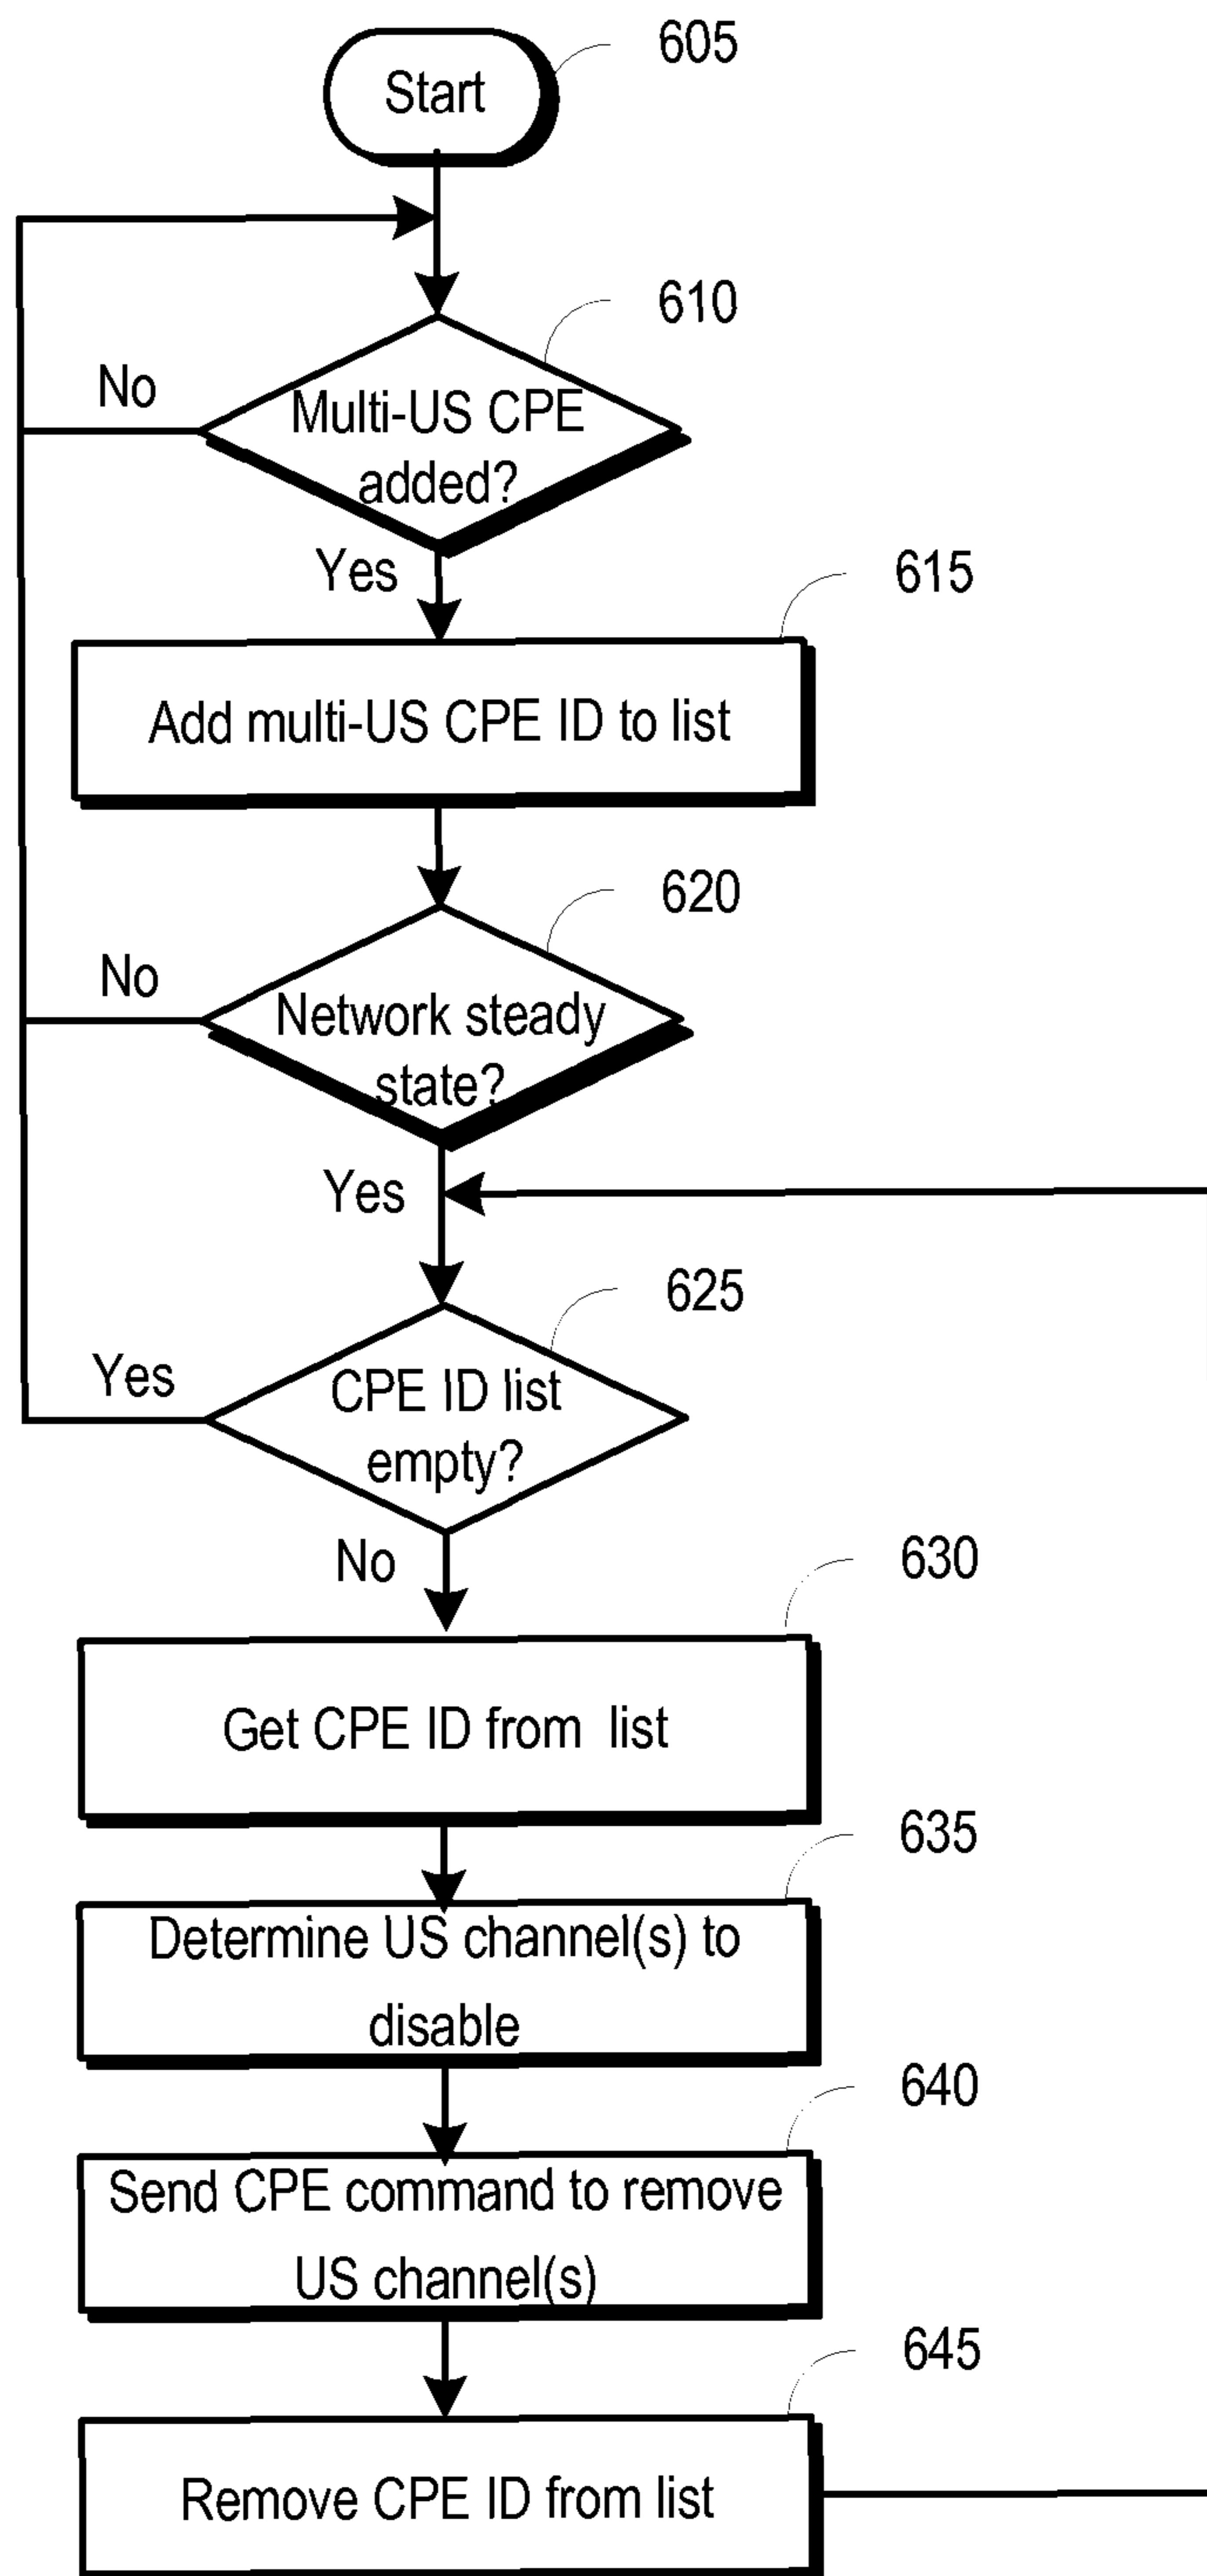 605
Start
610
No
Multi-US CPE
added?
Yes
615
Add multi-US CPE ID to list
620
No
Network steady
state?
Yes
625
Yes
CPE ID list
empty?
No
630
Get CPE ID from  list
635
Determine US channel(s) to
disable
640
Send CPE command to remove
US channel(s)
645
Remove CPE ID from list